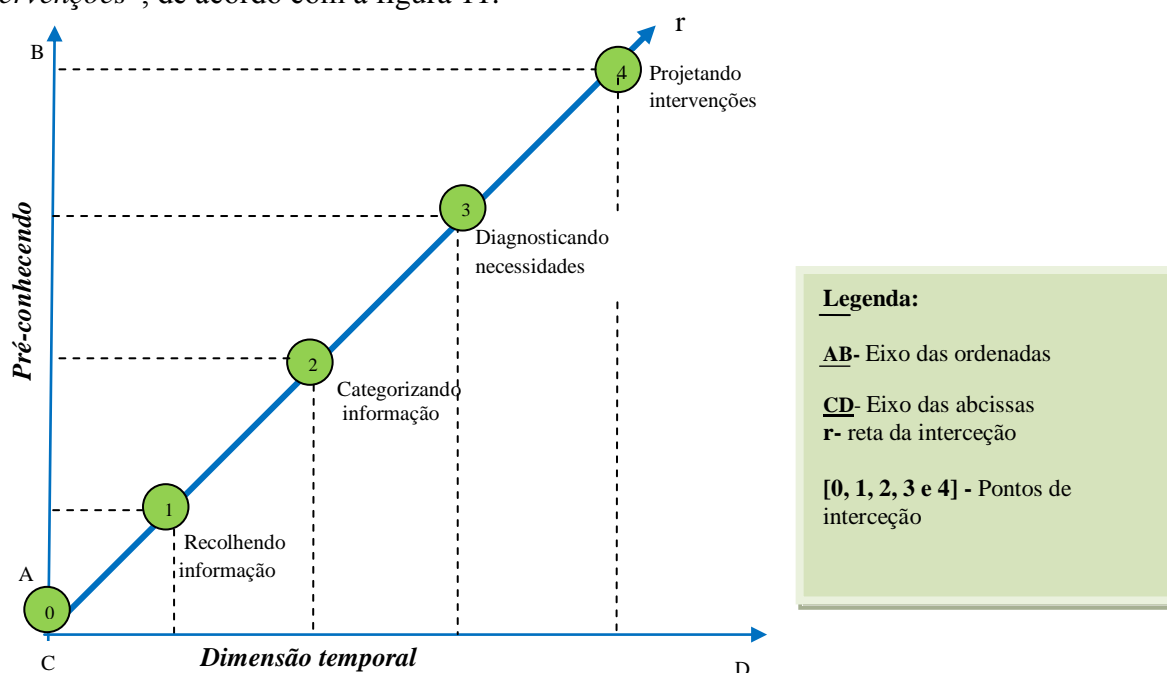 rvenções", de acordo com a figura 11.
r
B
4
Projetando
intervenções
Pré-conhecendo
3
Diagnosticando
necessidades
2
Categorizando
informação
1
Recolhendo
informação
A
0
C
Dimensão temporal
D
Legenda:
AB- Eixo das ordenadas
CD- Eixo das abcissas
r- reta da interceção
[0, 1, 2, 3 e 4] - Pontos de
interceção